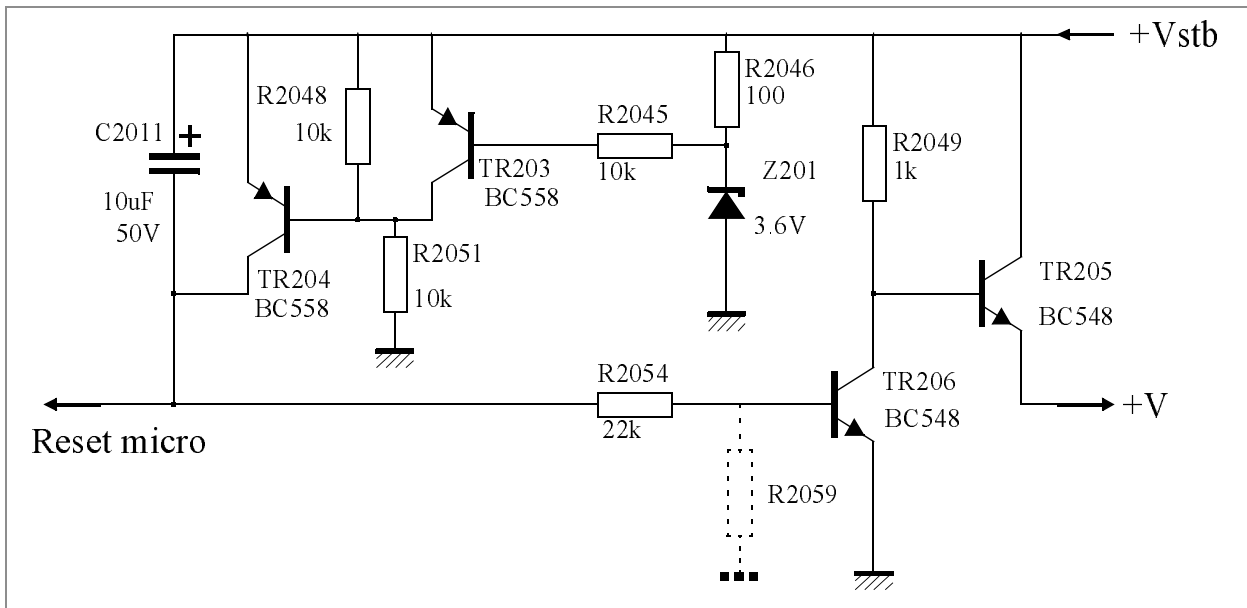 +Vstb
R2046
100
R2048
10k
R2045
10k
C2011
+
10uF
50V
TR203
BC558
Z201
3.6V
R2049
1k
R2051
10k
TR204
BC558
TR205
BC548
R2054
22k
TR206
BC548
+V
Reset micro
R2059